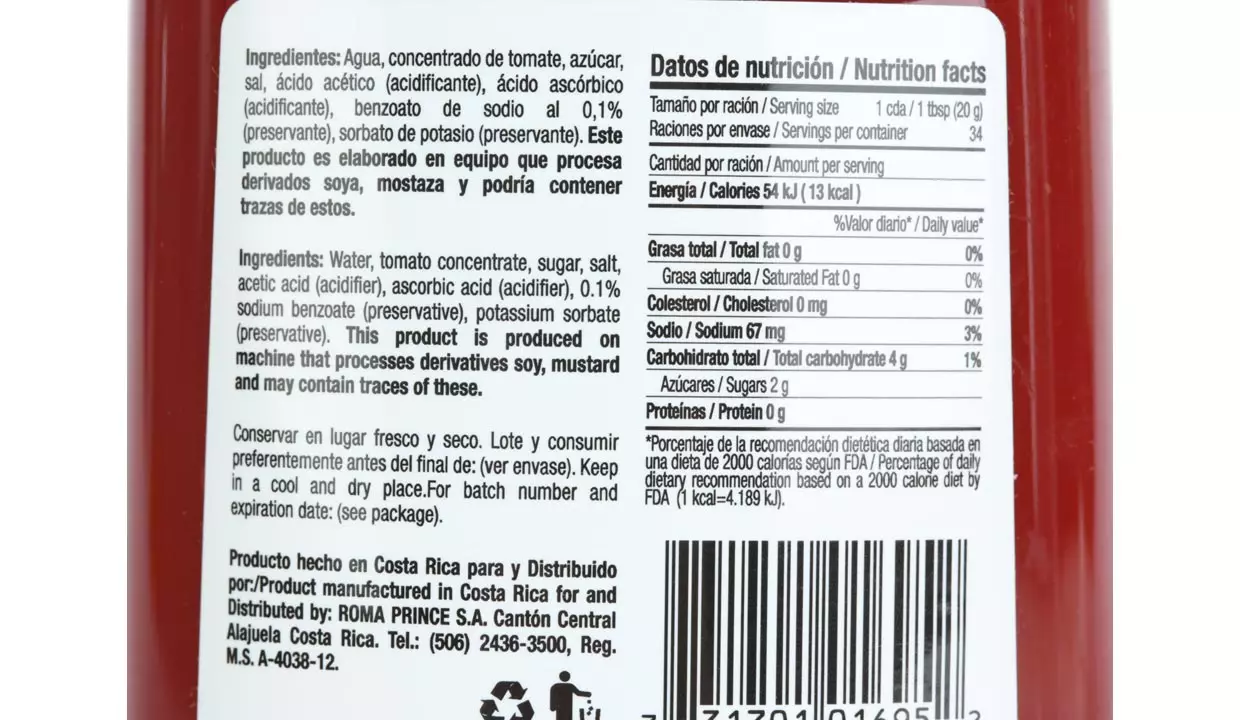 Ingredientes: Agua, concentrado de tomate, azúcar,
sal, ácido acético (acidificante), ácido ascórbico
(acidificante), benzoato de sodio al 0,1%
(preservante), sorbato de potasio (preservante). Este
producto es elaborado en equipo que procesa
derivados soya, mostaza y podría contener
trazas de estos.
Ingredients: Water, tomato concentrate, sugar, salt,
acetic acid (acidifier), ascorbic acid (acidifier), 0.1%
sodium benzoate (preservative), potassium sorbate
(preservative). This product is produced on
machine that processes derivatives soy, mustard
and may contain traces of these.
Conservar en lugar fresco y seco. Lote y consumir
preferentemente antes del final de: (ver envase). Keep
in a cool and dry place.For batch number and
expiration date: (see package).
Producto hecho en Costa Rica para y Distribuido
por:/Product manufactured in Costa Rica for and
Distributed by: ROMA PRINCE S.A. Cantón Central
Alajuela Costa Rica. Tel.: (506) 2436-3500, Reg.
M.S. A-4038-12.
Datos de nutrición / Nutrition facts
Tamaño por ración / Serving size 1 cda / 1 tbsp (20 g)
Raciones por envase / Servings per container 34
Cantidad por ración / Amount per serving
Energía / Calories 54 kJ ( 13 kcal )
%Valor diario* / Daily value*
Grasa total / Total fat 0 g 0%
Grasa saturada / Saturated Fat 0 g 0%
Colesterol / Cholesterol 0 mg 0%
Sodio / Sodium 67 mg 3%
Carbohidrato total / Total carbohydrate 4 g 1%
Azúcares / Sugars 2 g
Proteínas / Protein 0 g
*Porcentaje de la recomendación dietética diaria basada en
una dieta de 2000 calorías según FDA / Percentage of daily
dietary recommendation based on a 2000 calorie diet by
FDA (1 kcal=4.189 kJ).
7 31701 01695 2